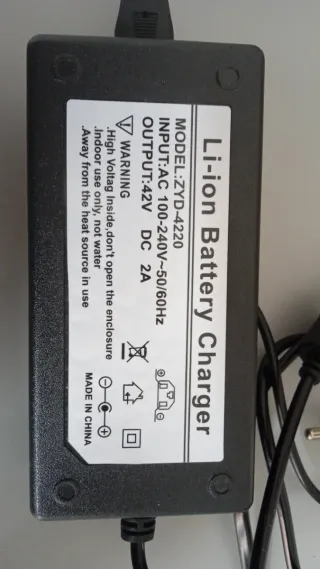 Li-ion Battery Charger
MODEL:ZYD-4220
INPUT:AC 100-240V~50/60Hz
OUTPUT:42V DC 2A
WARNING
.High Voltag Inside,don't open the enclosure
.Indoor use only, not water
.Away from the heat source in use
MADE IN CHINA